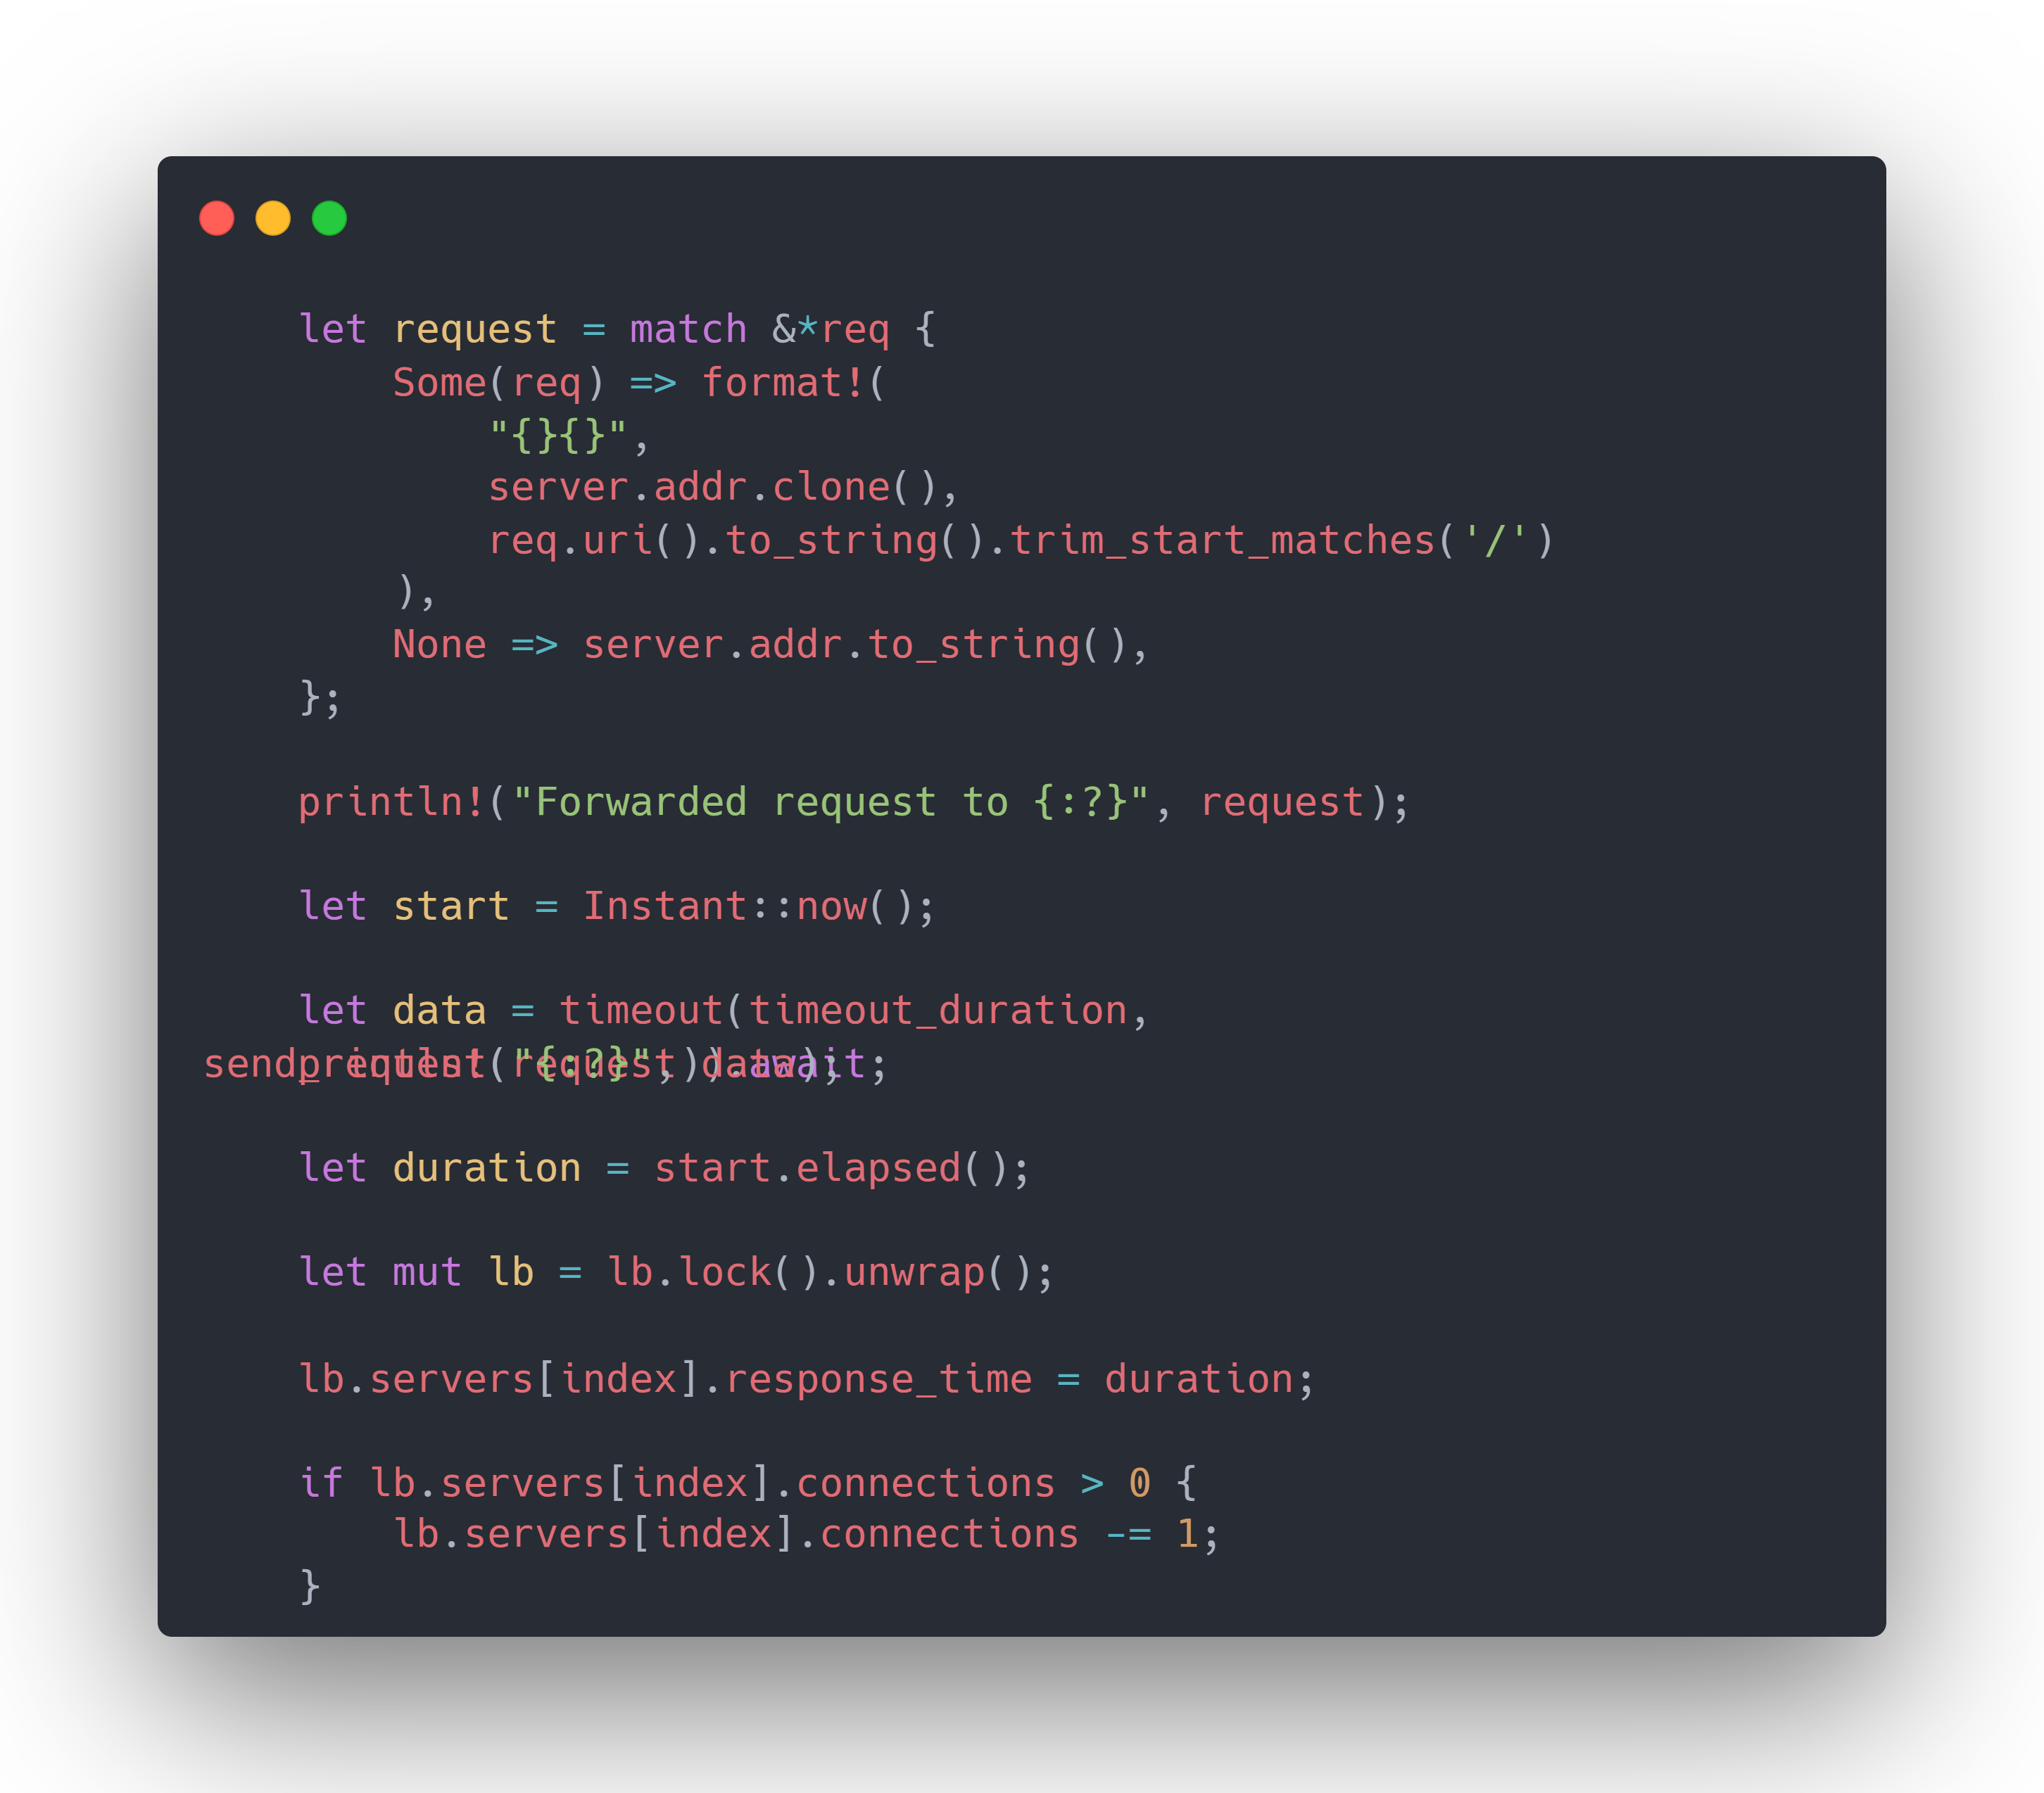 let request = match &*req {
Some(req) => format!(
"{}{}",
server.addr.clone(),
req.uri().to_string().trim_start_matches('/')
),
None => server.addr.to_string(),
};
println!("Forwarded request to {:?}", request);
let start = Instant::now();
let data = timeout(timeout_duration,
send_request(request)).await;
println!("{:?}", data);
let duration = start.elapsed();
let mut lb = lb.lock().unwrap();
lb.servers[index].response_time = duration;
if lb.servers[index].connections > 0 {
lb.servers[index].connections -= 1;
}